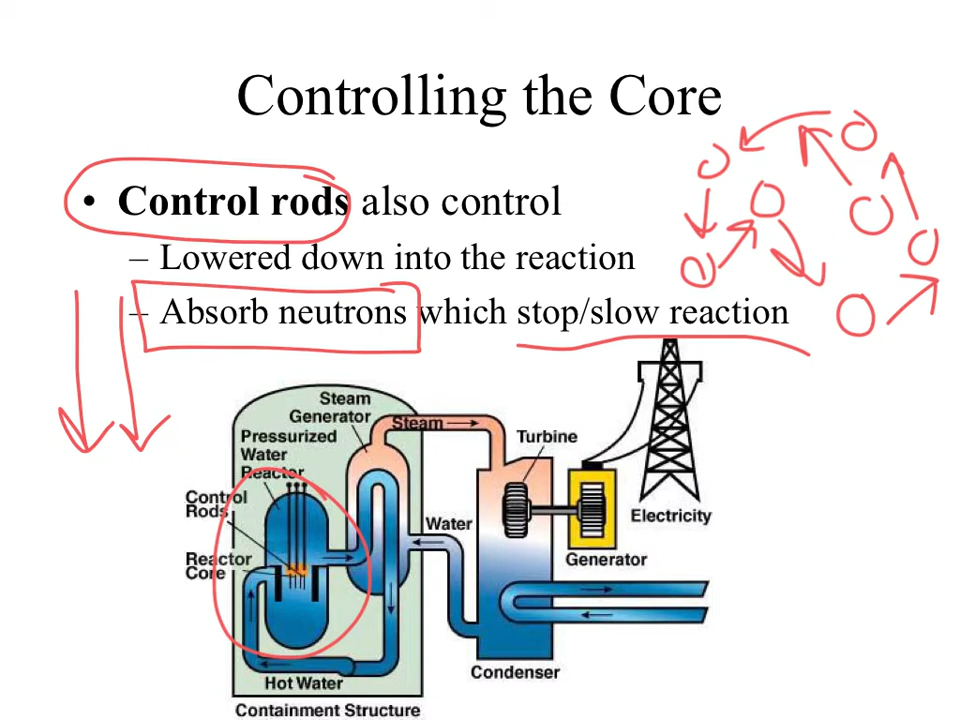 Controlling the Core
• Control rods also control
– Lowered down into the reaction
– Absorb neutrons which stop/slow reaction
Steam
Generator
Steam
Pressurized
Water
Reactor
Turbine
Control
Rods
Water
Electricity
Reactor
Core
Generator
Condenser
Hot Water
Containment Structure